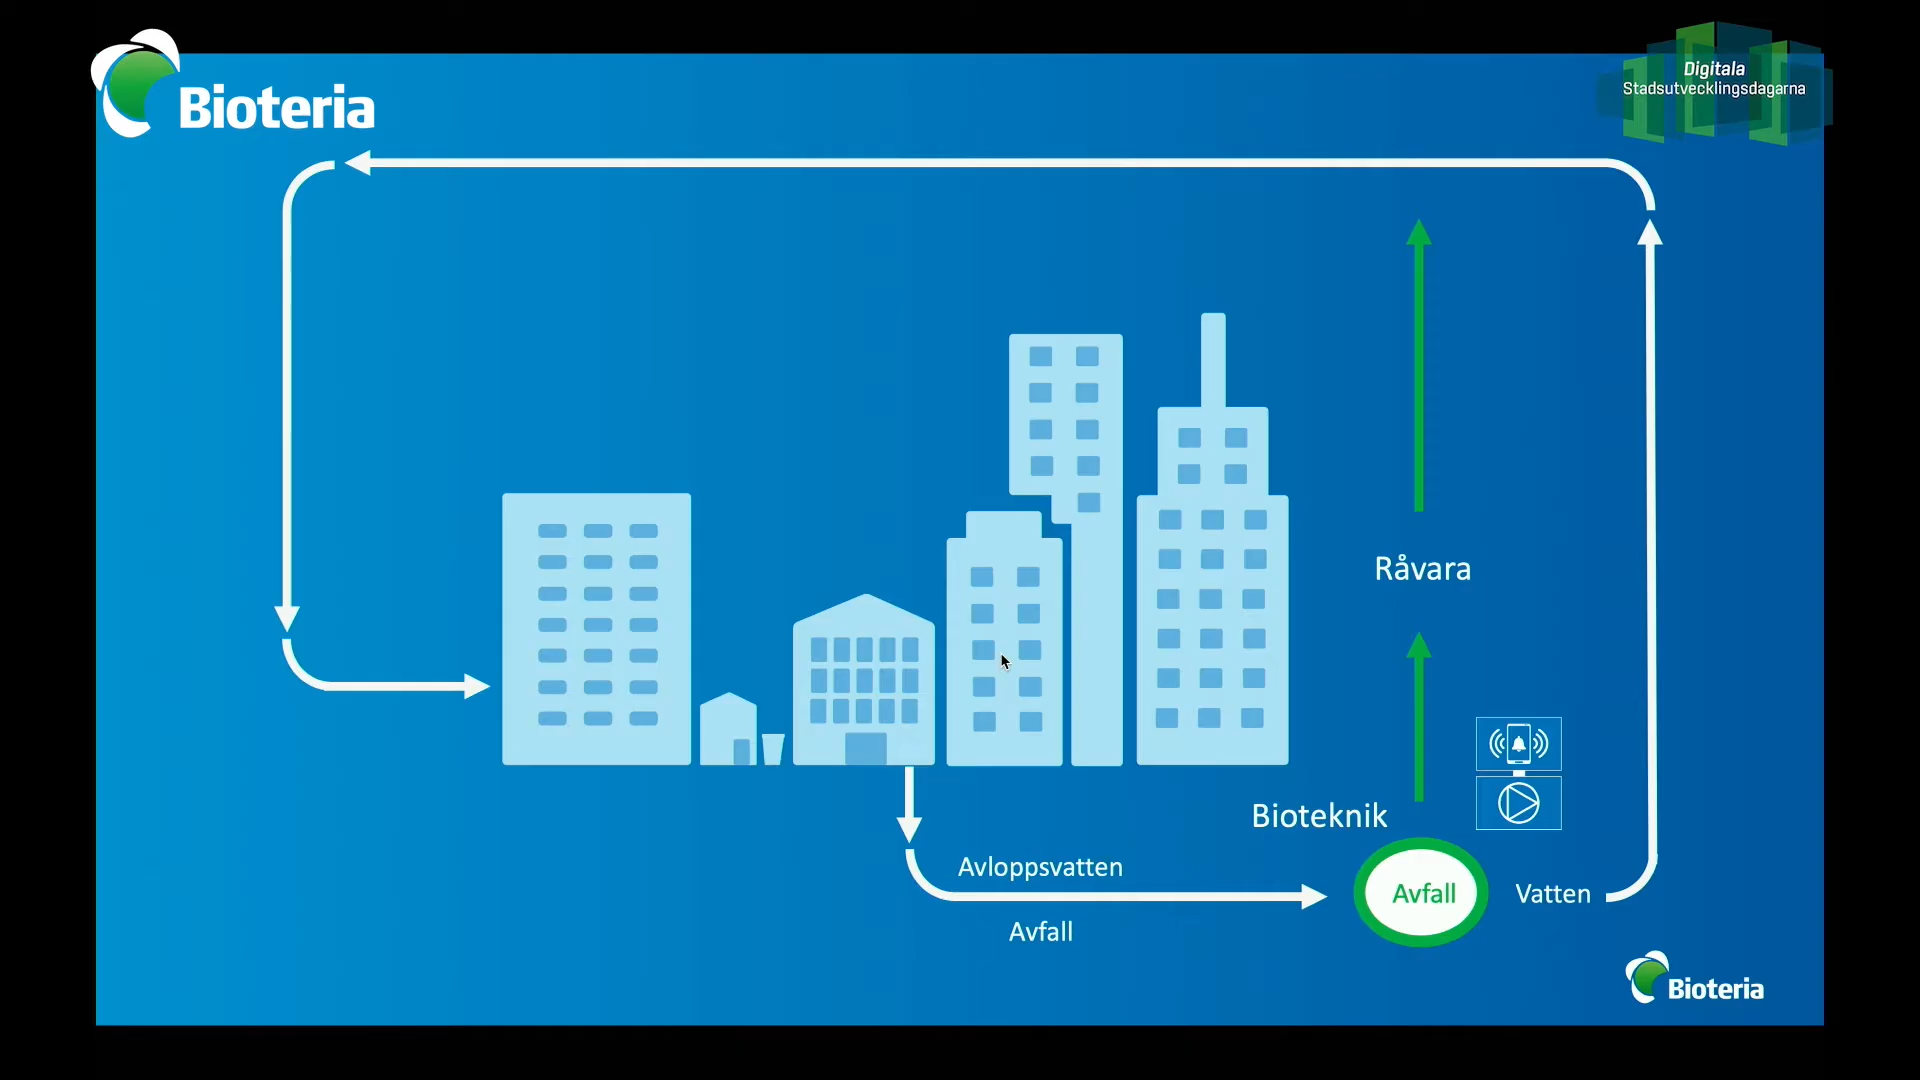 Bioteria
Digitala
Stadsutvecklingsdagarna
Råvara
Bioteknik
Avloppsvatten
Avfall
Avfall
Vatten
Bioteria